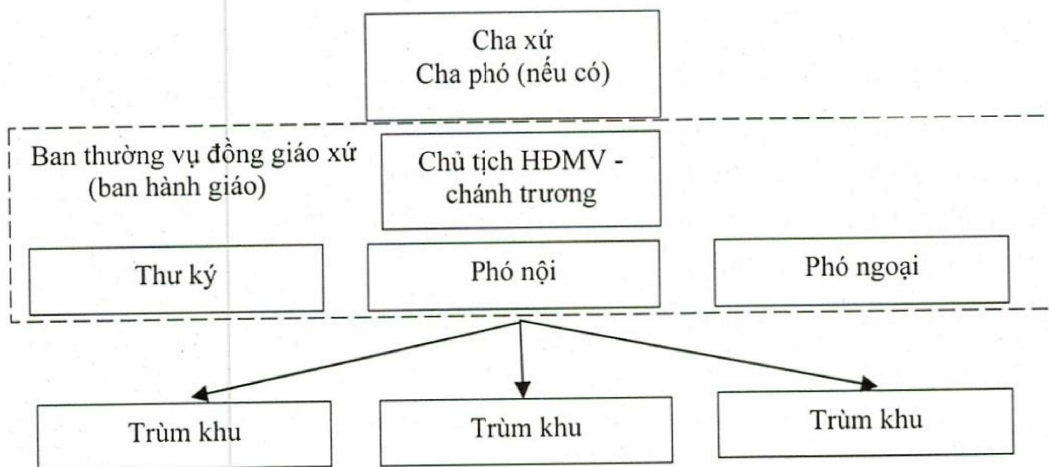 Cha xứ
Cha phó (nếu có)
Ban thường vụ đồng giáo xứ
(ban hành giáo)
Chủ tịch HĐMV -
chánh trương
Thư ký
Phó nội
Phó ngoại
Trùm khu
Trùm khu
Trùm khu